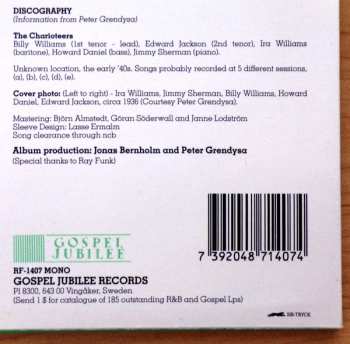 DISCOGRAPHY
(Information from Peter Grendysa)
The Charioteers
Billy Williams (1st tenor - lead), Edward Jackson (2nd tenor), Ira Williams
(baritone), Howard Daniel (bass), Jimmy Sherman (piano).
Unknown location, the early '40s. Songs probably recorded at 5 different sessions,
(a), (b), (c), (d), (e).
Cover photo: (Left to right) - Ira Williams, Jimmy Sherman, Billy Williams, Howard
Daniel, Edward Jackson, circa 1936 (Courtesy Peter Grendysa).
Mastering: Björn Almstedt, Göran Söderwall and Janne Lodström
Sleeve Design: Lasse Ermalm
Song clearance through ncb
Album production: Jonas Bernholm and Peter Grendysa
(Special thanks to Ray Funk)
GOSPEL
JUBILEE
RF-1407 MONO
GOSPEL JUBILEE RECORDS
Pl 8300, 643 00 Vingåker, Sweden
(Send 1 $ for catalogue of 185 outstanding R&B and Gospel Lps)
7 392048 714074
SIB-TRYCK